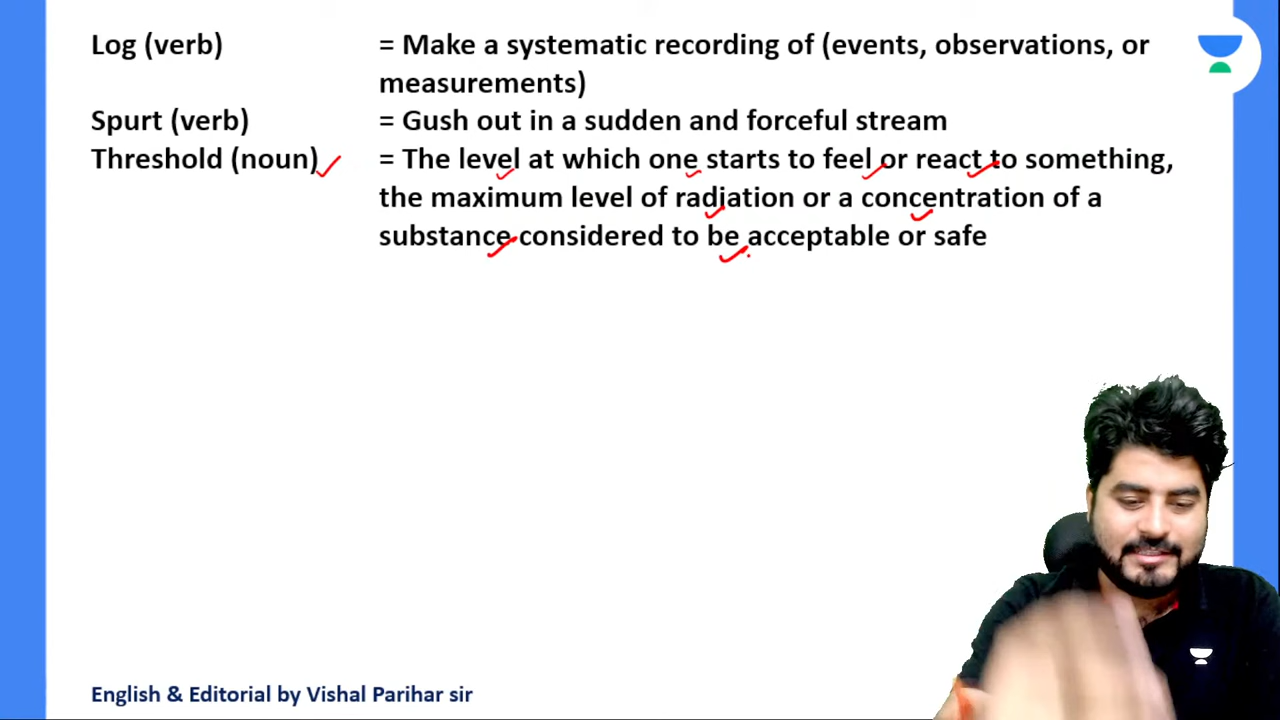 Log (verb) = Make a systematic recording of (events, observations, or
measurements)
Spurt (verb) = Gush out in a sudden and forceful stream
Threshold (noun) = The level at which one starts to feel or react to something,
the maximum level of radiation or a concentration of a
substance considered to be acceptable or safe
English & Editorial by Vishal Parihar sir